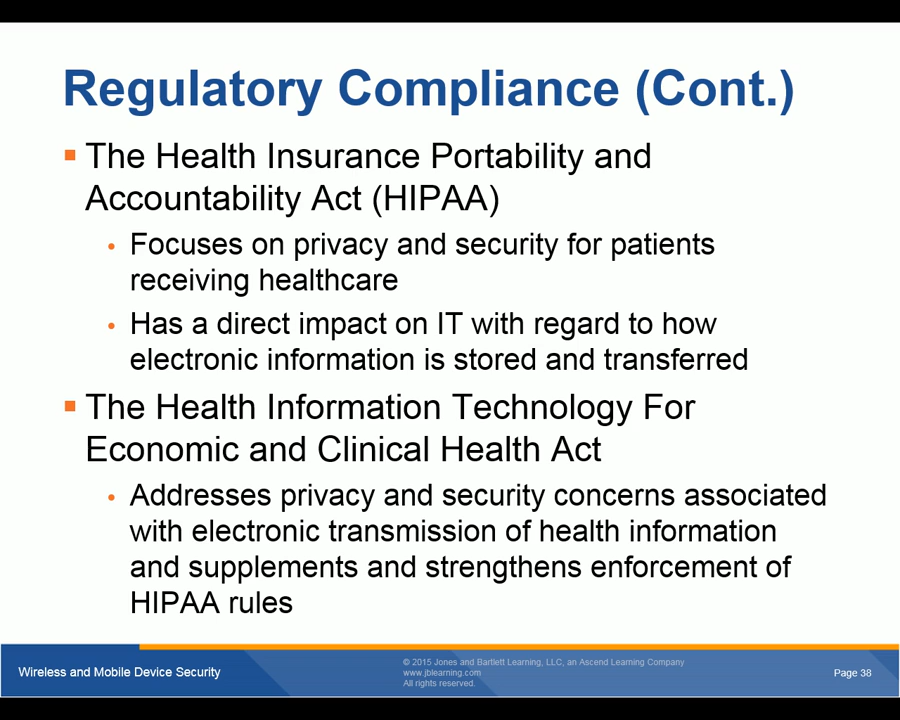 Regulatory Compliance (Cont.)
The Health Insurance Portability and
Accountability Act (HIPAA)
Focuses on privacy and security for patients
receiving healthcare
Has a direct impact on IT with regard to how
electronic information is stored and transferred
The Health Information Technology For
Economic and Clinical Health Act
Addresses privacy and security concerns associated
with electronic transmission of health information
and supplements and strengthens enforcement of
HIPAA rules
Wireless and Mobile Device Security
© 2015 Jones and Bartlett Learning, LLC, an Ascend Learning Company
www.jblearning.com
All rights reserved.
Page 38